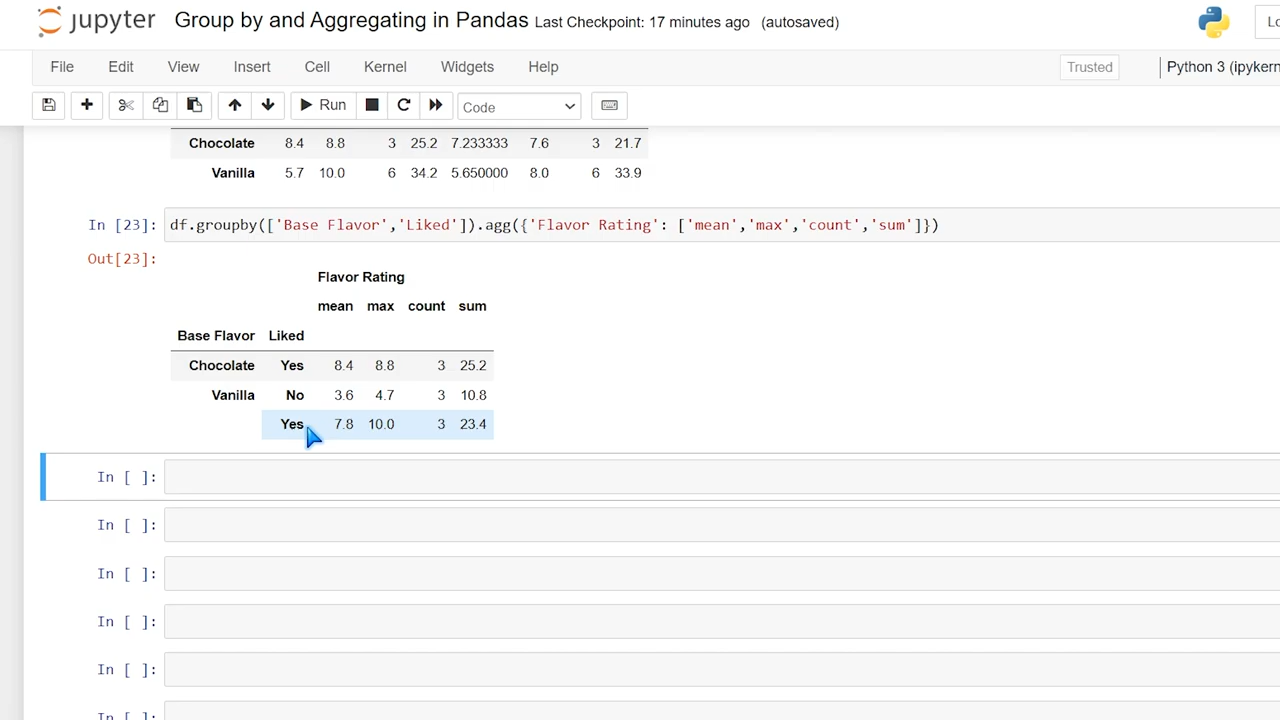 jupyter Group by and Aggregating in Pandas Last Checkpoint: 17 minutes ago (autosaved)
File Edit View Insert Cell Kernel Widgets Help Trusted Python 3 (ipykern
Run Code
Chocolate 8.4 8.8 3 25.2 7.233333 7.6 3 21.7
Vanilla 5.7 10.0 6 34.2 5.650000 8.0 6 33.9
In [23]: df.groupby(['Base Flavor','Liked']).agg({'Flavor Rating': ['mean','max','count','sum']})
Out[23]:
Flavor Rating
mean max count sum
Base Flavor Liked
Chocolate Yes 8.4 8.8 3 25.2
Vanilla No 3.6 4.7 3 10.8
Yes 7.8 10.0 3 23.4
In [ ]:
In [ ]:
In [ ]:
In [ ]:
In [ ]:
In [ ]: